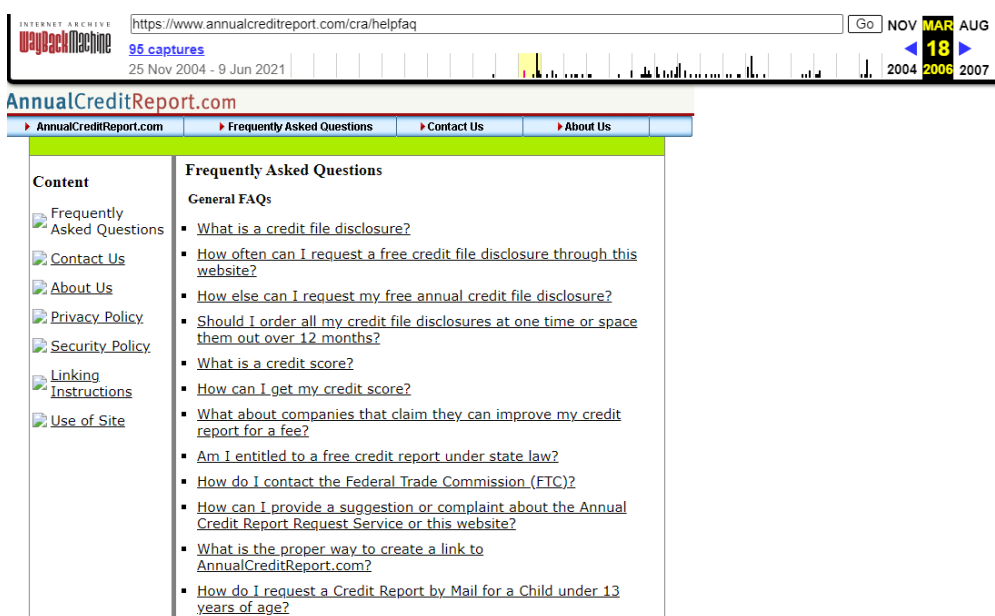 INTERNET ARCHIVE
WayBackMachine
https://www.annualcreditreport.com/cra/helpfaq
Go
NOV MAR AUG
95 captures
18
25 Nov 2004 - 9 Jun 2021
2004 2006 2007
AnnualCreditReport.com
AnnualCreditReport.com
Frequently Asked Questions
Contact Us
About Us
Content
Frequently
Asked Questions
Contact Us
About Us
Privacy Policy
Security Policy
Linking
Instructions
Use of Site
Frequently Asked Questions
General FAQs
What is a credit file disclosure?
How often can I request a free credit file disclosure through this
website?
How else can I request my free annual credit file disclosure?
Should I order all my credit file disclosures at one time or space
them out over 12 months?
What is a credit score?
How can I get my credit score?
What about companies that claim they can improve my credit
report for a fee?
Am I entitled to a free credit report under state law?
How do I contact the Federal Trade Commission (FTC)?
How can I provide a suggestion or complaint about the Annual
Credit Report Request Service or this website?
What is the proper way to create a link to
AnnualCreditReport.com?
How do I request a Credit Report by Mail for a Child under 13
years of age?